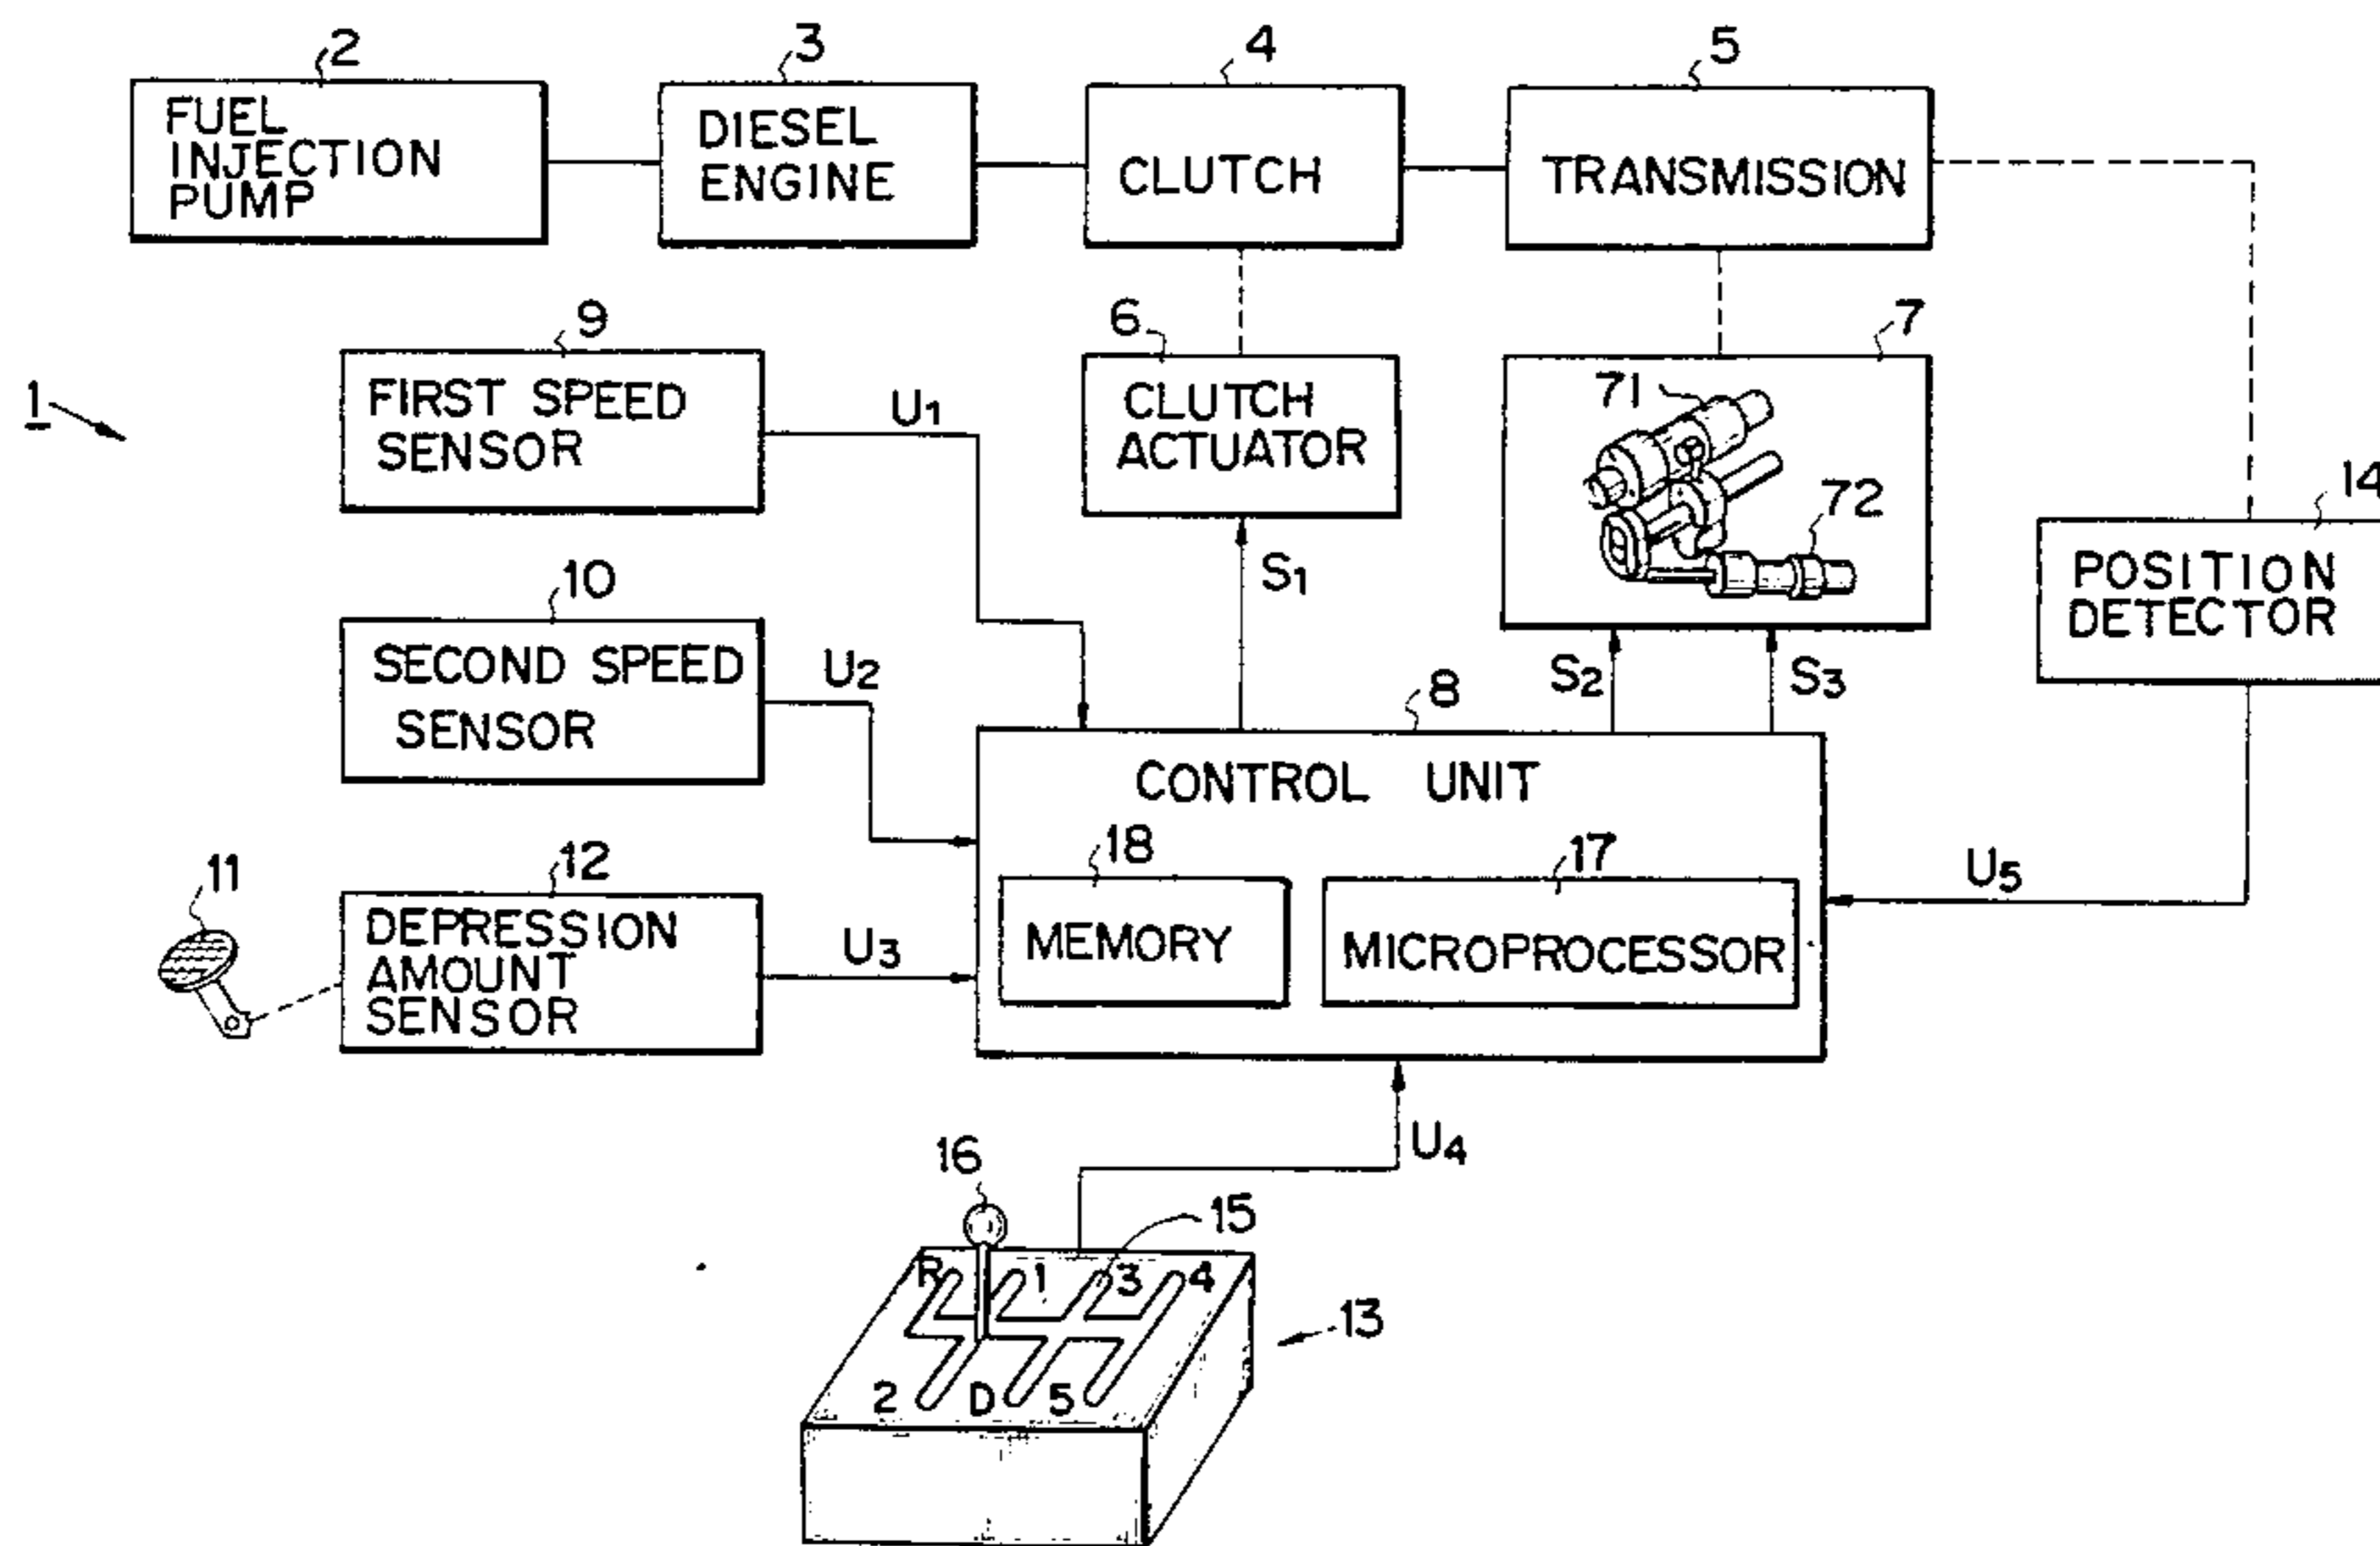 2
3
4
5
FUEL
INJECTION
PUMP
DIESEL
ENGINE
CLUTCH
TRANSMISSION
1
9
6
7
FIRST SPEED
SENSOR
U1
CLUTCH
ACTUATOR
71
72
14
10
S1
POSITION
DETECTOR
SECOND SPEED
SENSOR
U2
8
S2
S3
CONTROL UNIT
11
12
18
17
U5
DEPRESSION
AMOUNT
SENSOR
U3
MEMORY
MICROPROCESSOR
16
U4
15
R
1
3
4
13
2
D
5